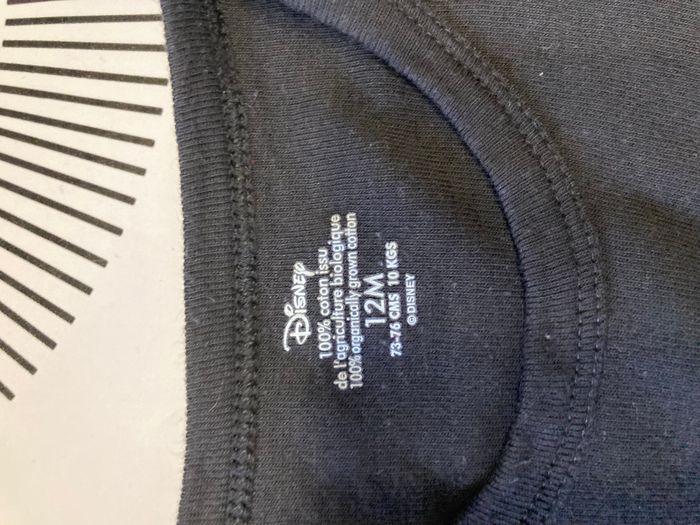 Disney
100% coton issu
de l'agriculture biologique
100% organically grown cotton
12M
73-76 CMS 10 KGS
©DISNEY